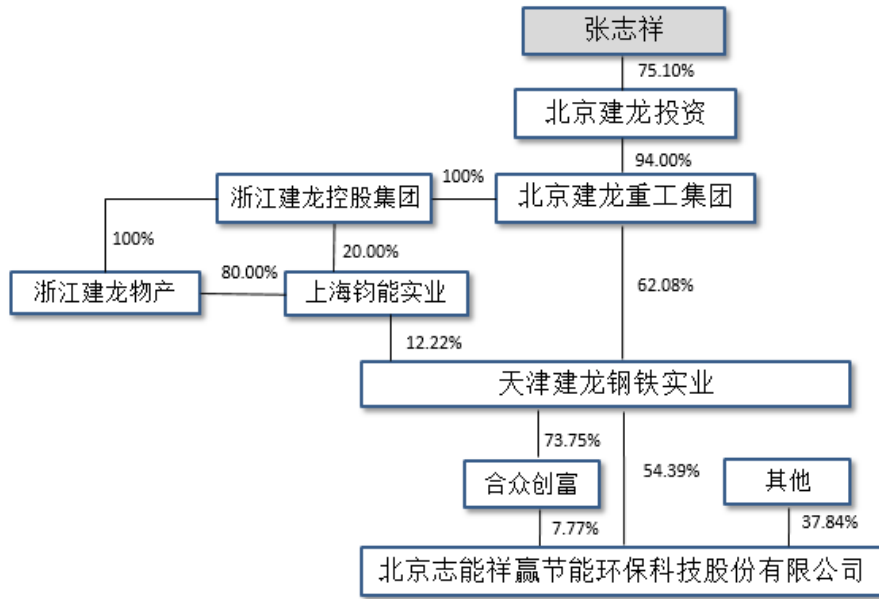 张志祥
75.10%
北京建龙投资
94.00%
浙江建龙控股集团
100%
北京建龙重工集团
100%
20.00%
浙江建龙物产
80.00%
上海钧能实业
62.08%
12.22%
天津建龙钢铁实业
73.75%
54.39%
合众创富
其他
7.77%
37.84%
北京志能祥赢节能环保科技股份有限公司